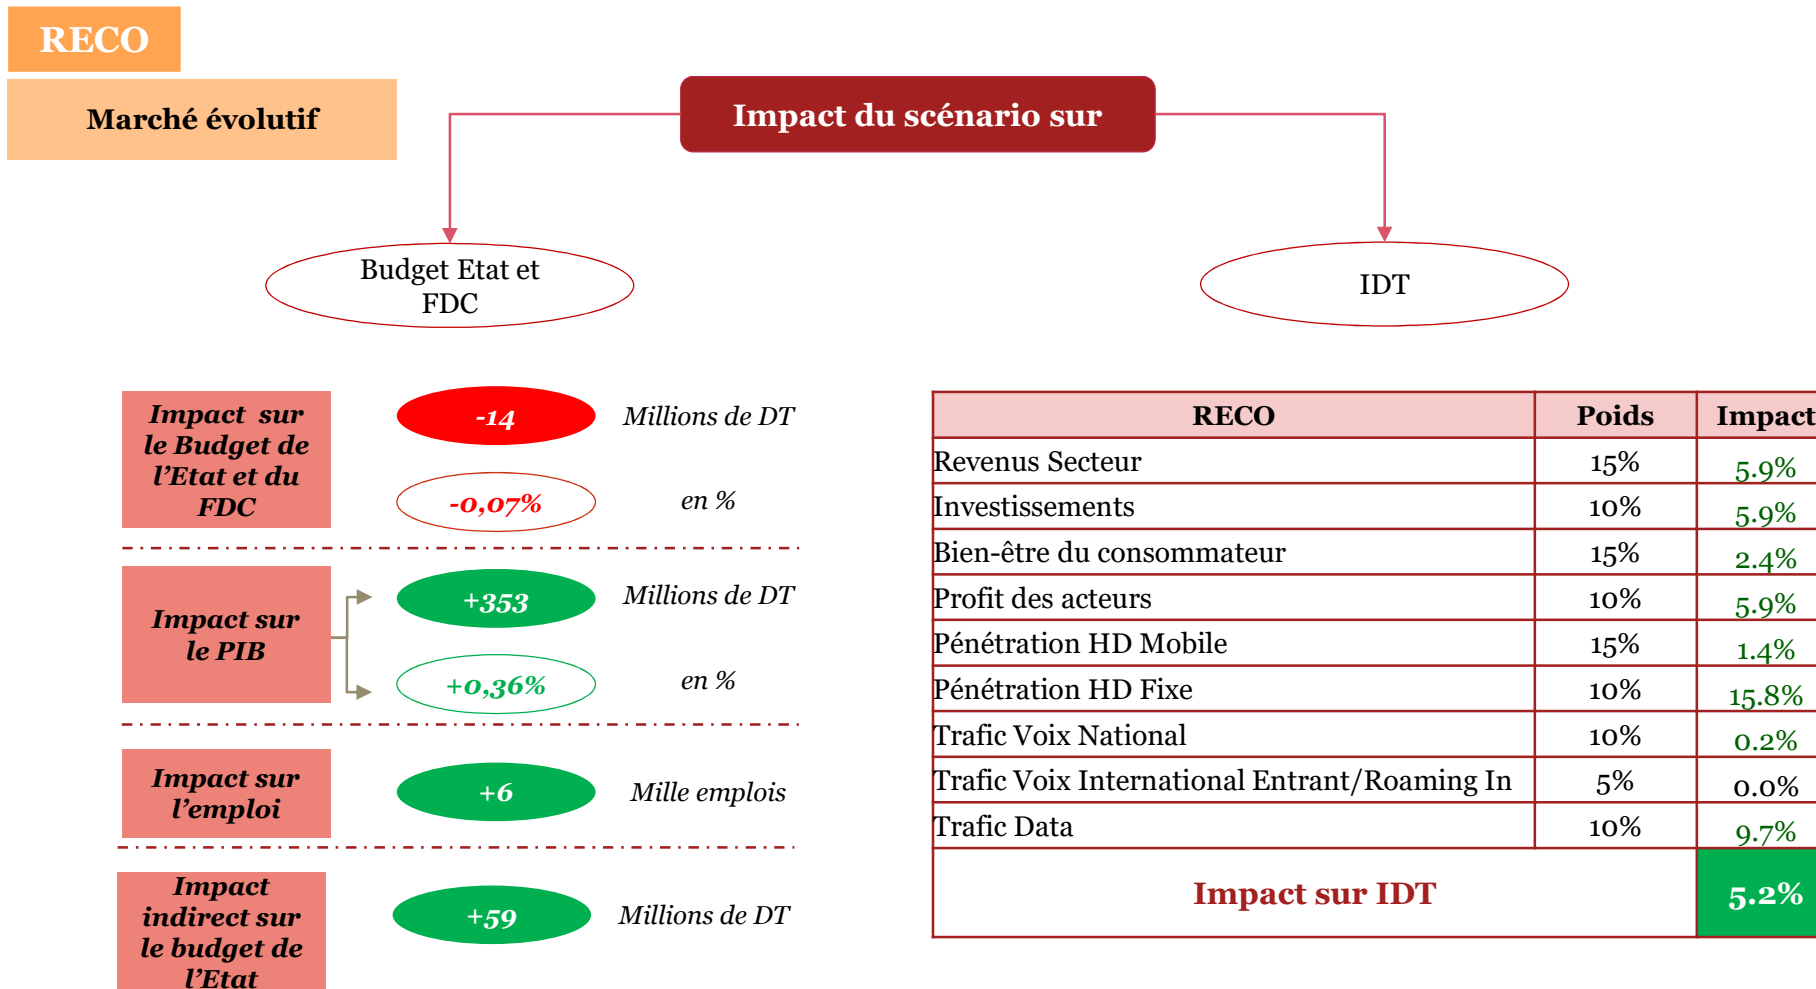 RECO
Marché évolutif
Impact du scénario sur
Budget Etat et
FDC
IDT
Impact sur
le Budget de
l’Etat et du
FDC
-14
Millions de DT
-0,07%
en %
Impact sur
le PIB
+353
Millions de DT
+0,36%
en %
Impact sur
l’emploi
+6
Mille emplois
Impact
indirect sur
le budget de
l’Etat
+59
Millions de DT
RECO Poids Impact
Revenus Secteur 15% 5.9%
Investissements 10% 5.9%
Bien-être du consommateur 15% 2.4%
Profit des acteurs 10% 5.9%
Pénétration HD Mobile 15% 1.4%
Pénétration HD Fixe 10% 15.8%
Trafic Voix National 10% 0.2%
Trafic Voix International Entrant/Roaming In 5% 0.0%
Trafic Data 10% 9.7%
Impact sur IDT 5.2%